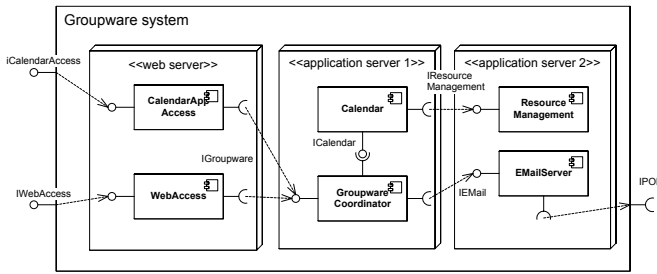 Groupware system
iCalendarAccess
<<web server>>
<<application server 1>>
<<application server 2>>
IResource
Management
CalendarApp
Access
Calendar
Resource
Management
ICalendar
IGroupware
IWebAccess
WebAccess
Groupware
Coordinator
EMailServer
IEMail